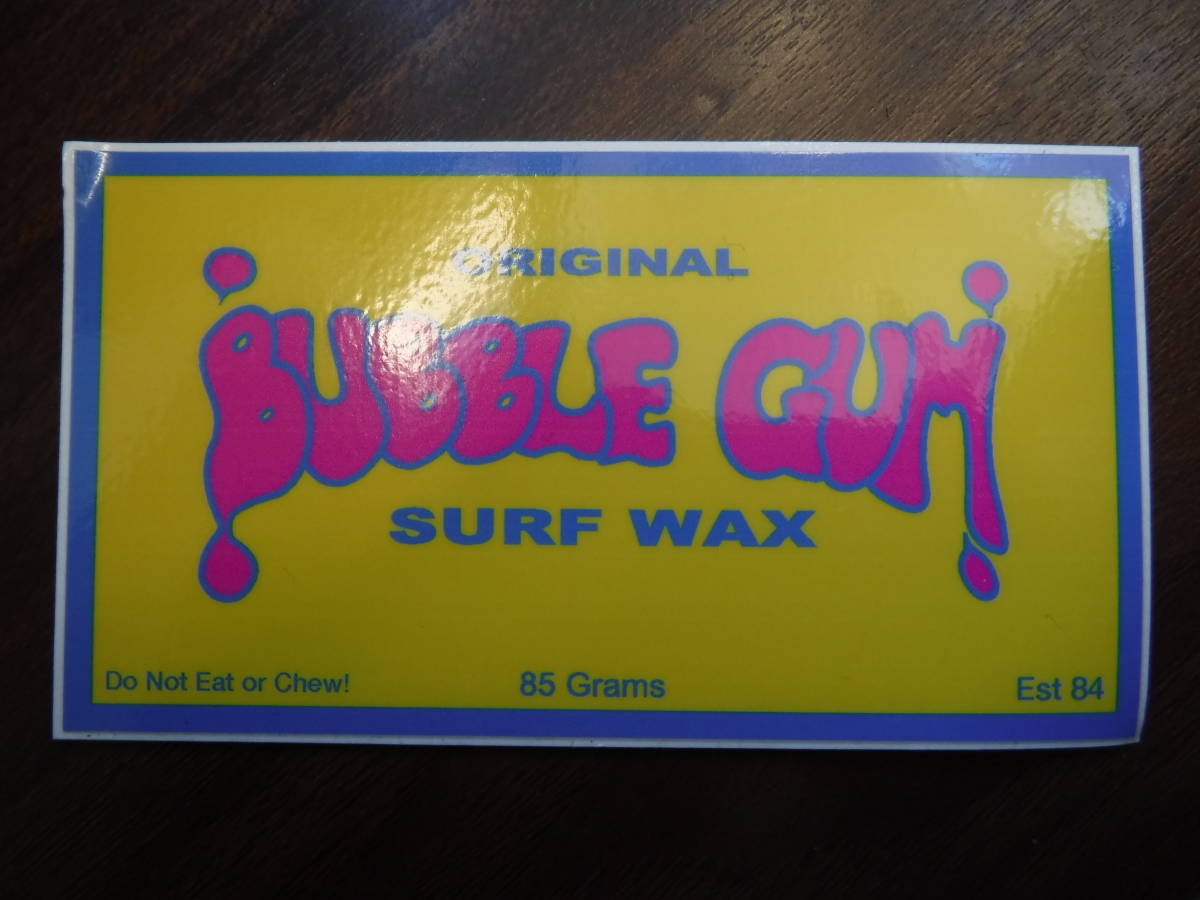 ORIGINAL
BUBBLE GUM
SURF WAX
Do Not Eat or Chew!
85 Grams
Est 84